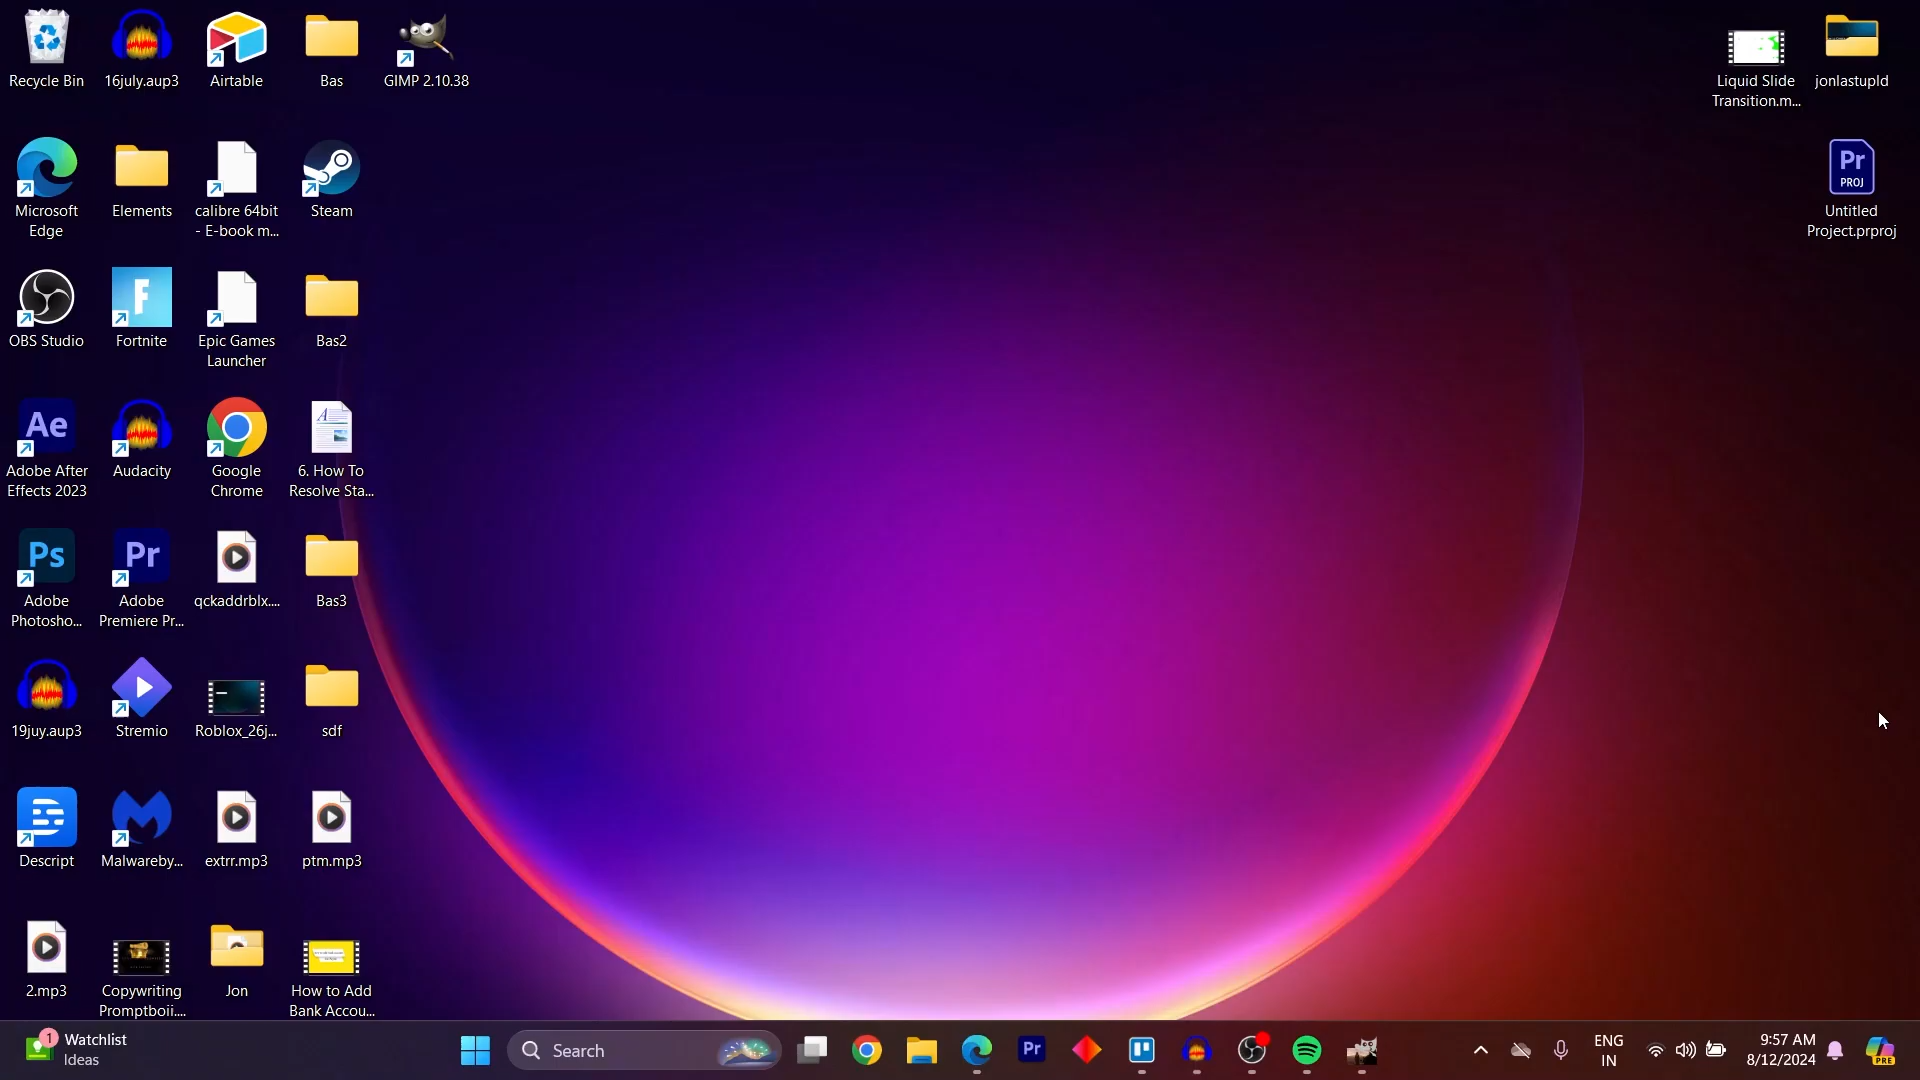 Recycle Bin
16july.aup3
Airtable
Bas
GIMP 2.10.38
Liquid Slide
Transition.m...
jonlastupld
Microsoft
Edge
Elements
calibre 64bit
- E-book m...
Steam
Pr
PROJ
Untitled
Project.prproj
OBS Studio
F
Fortnite
Epic Games
Launcher
Bas2
Ae
Adobe After
Effects 2023
Audacity
Google
Chrome
A
6. How To
Resolve Sta...
Ps
Adobe
Photosho...
Pr
Adobe
Premiere Pr...
qckaddrblx....
Bas3
19juy.aup3
Stremio
Roblox_26j...
sdf
Descript
Malwareby...
extrr.mp3
ptm.mp3
2.mp3
Copywriting
Promptboii....
Jon
How to Add
Bank Accou...
1
Watchlist
Ideas
Search
Pr
ENG
IN
9:57 AM
8/12/2024
PRE